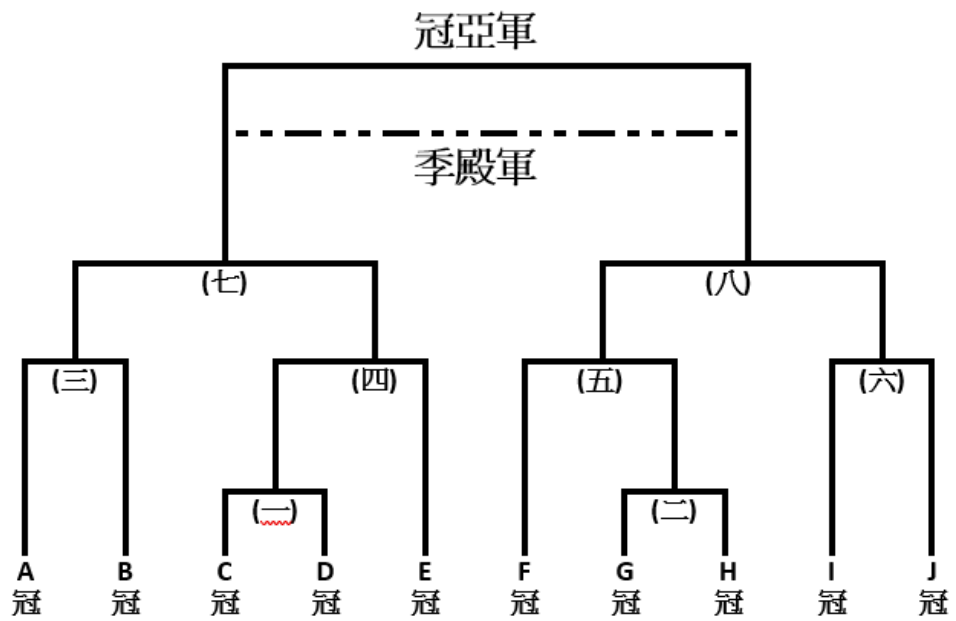 冠亞軍
季殿軍
(七) (八)
(三) (四) (五) (六)
(一) (二)
A B C D E F G H I J
冠 冠 冠 冠 冠 冠 冠 冠 冠 冠